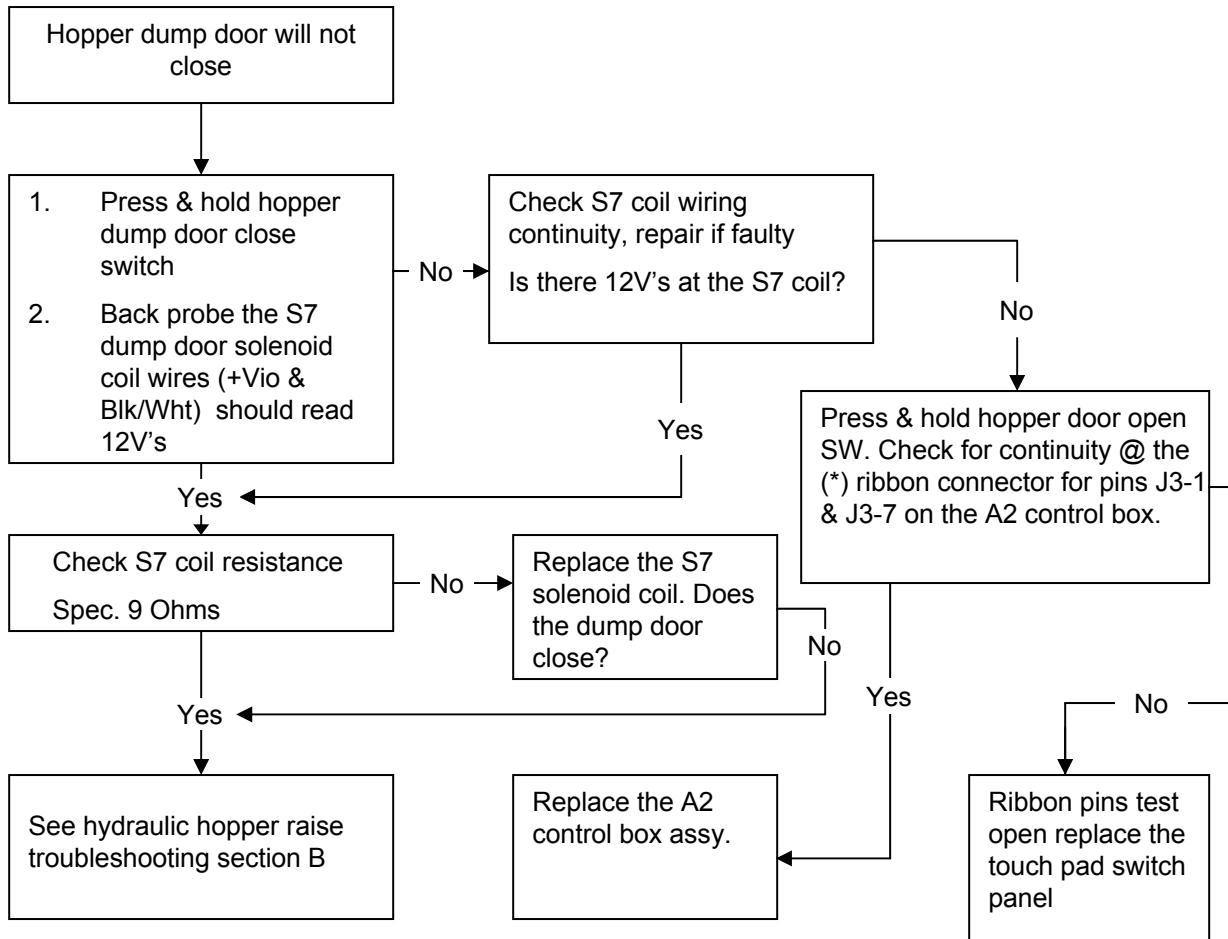 Hopper dump door will not
close
1. Press & hold hopper
dump door close
switch
2. Back probe the S7
dump door solenoid
coil wires (+Vio &
Blk/Wht) should read
12V's
No
Check S7 coil wiring
continuity, repair if faulty
Is there 12V's at the S7 coil?
No
Yes
Press & hold hopper door open
SW. Check for continuity @ the
(*) ribbon connector for pins J3-1
& J3-7 on the A2 control box.
Yes
Check S7 coil resistance
Spec. 9 Ohms
No
Replace the S7
solenoid coil. Does
the dump door
close?
No
Yes
Yes
No
See hydraulic hopper raise
troubleshooting section B
Replace the A2
control box assy.
Ribbon pins test
open replace the
touch pad switch
panel